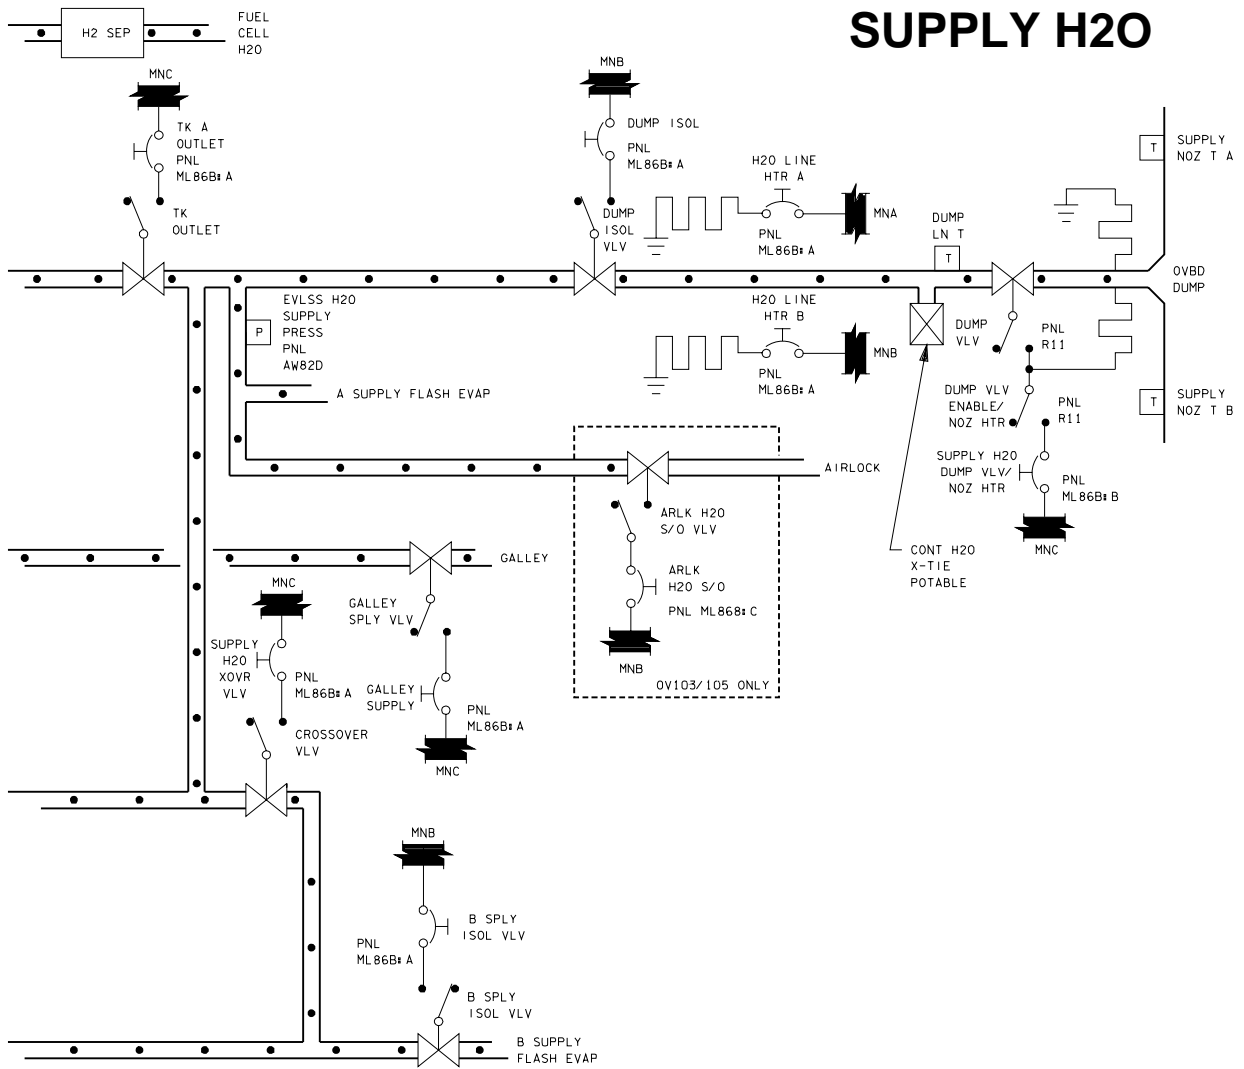 SUPPLY H2O
FUEL
CELL
H2O
H2 SEP
MNC
TK A
OUTLET
PNL
ML86B:A
TK
OUTLET
MNB
DUMP ISOL
PNL
ML86B:A
DUMP
ISOL
VLV
H2O LINE
HTR A
MNA
PNL
ML86B:A
DUMP
LN T
T
T
SUPPLY
NOZ T A
OVBD
DUMP
EVLSS H2O
SUPPLY
PRESS
PNL
AW82D
P
H2O LINE
HTR B
MNB
PNL
ML86B:A
DUMP
VLV
PNL
R11
A SUPPLY FLASH EVAP
DUMP VLV
ENABLE/
NOZ HTR
PNL
R11
T
SUPPLY
NOZ T B
AIRLOCK
SUPPLY H2O
DUMP VLV/
NOZ HTR
PNL
ML86B:B
MNC
ARLK H2O
S/O VLV
ARLK
H2O S/O
PNL ML868:C
MNB
OV103/105 ONLY
CONT H2O
X-TIE
POTABLE
GALLEY
MNC
GALLEY
SPLY VLV
SUPPLY
H2O
XOVR
VLV
PNL
ML86B:A
GALLEY
SUPPLY
PNL
ML86B:A
MNC
CROSSOVER
VLV
MNB
B SPLY
ISOL VLV
PNL
ML86B:A
B SPLY
ISOL VLV
B SUPPLY
FLASH EVAP